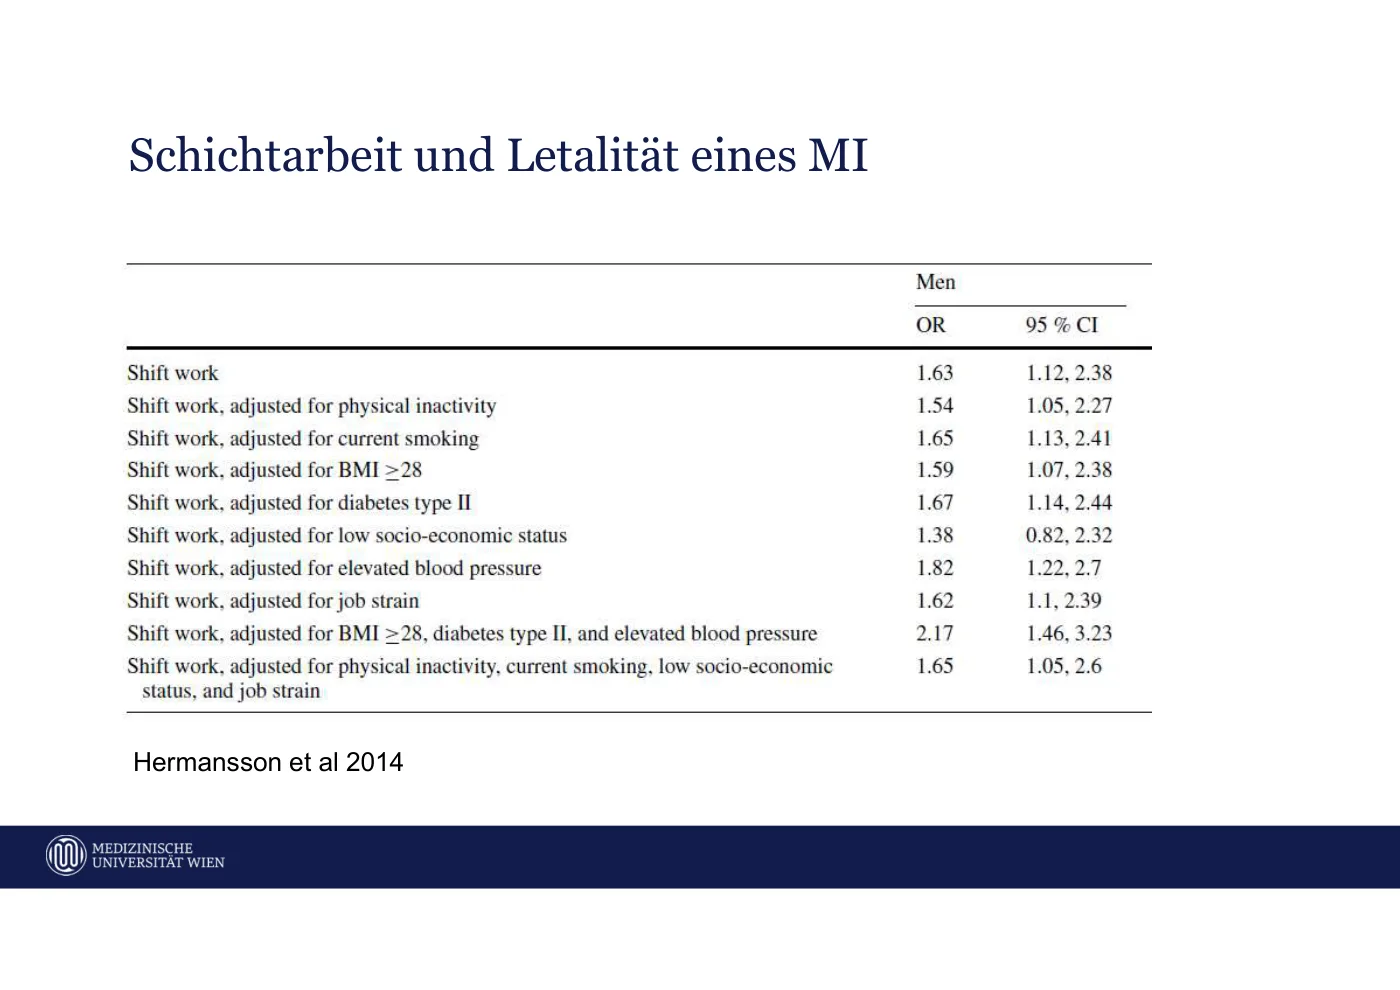 Schichtarbeit und Letalität eines MI
Men
OR 95 % CI
Shift work 1.63 1.12, 2.38
Shift work, adjusted for physical inactivity 1.54 1.05, 2.27
Shift work, adjusted for current smoking 1.65 1.13, 2.41
Shift work, adjusted for BMI ≥28 1.59 1.07, 2.38
Shift work, adjusted for diabetes type II 1.67 1.14, 2.44
Shift work, adjusted for low socio-economic status 1.38 0.82, 2.32
Shift work, adjusted for elevated blood pressure 1.82 1.22, 2.7
Shift work, adjusted for job strain 1.62 1.1, 2.39
Shift work, adjusted for BMI ≥28, diabetes type II, and elevated blood pressure 2.17 1.46, 3.23
Shift work, adjusted for physical inactivity, current smoking, low socio-economic 1.65 1.05, 2.6
status, and job strain
Hermansson et al 2014
MEDIZINISCHE
UNIVERSITÄT WIEN